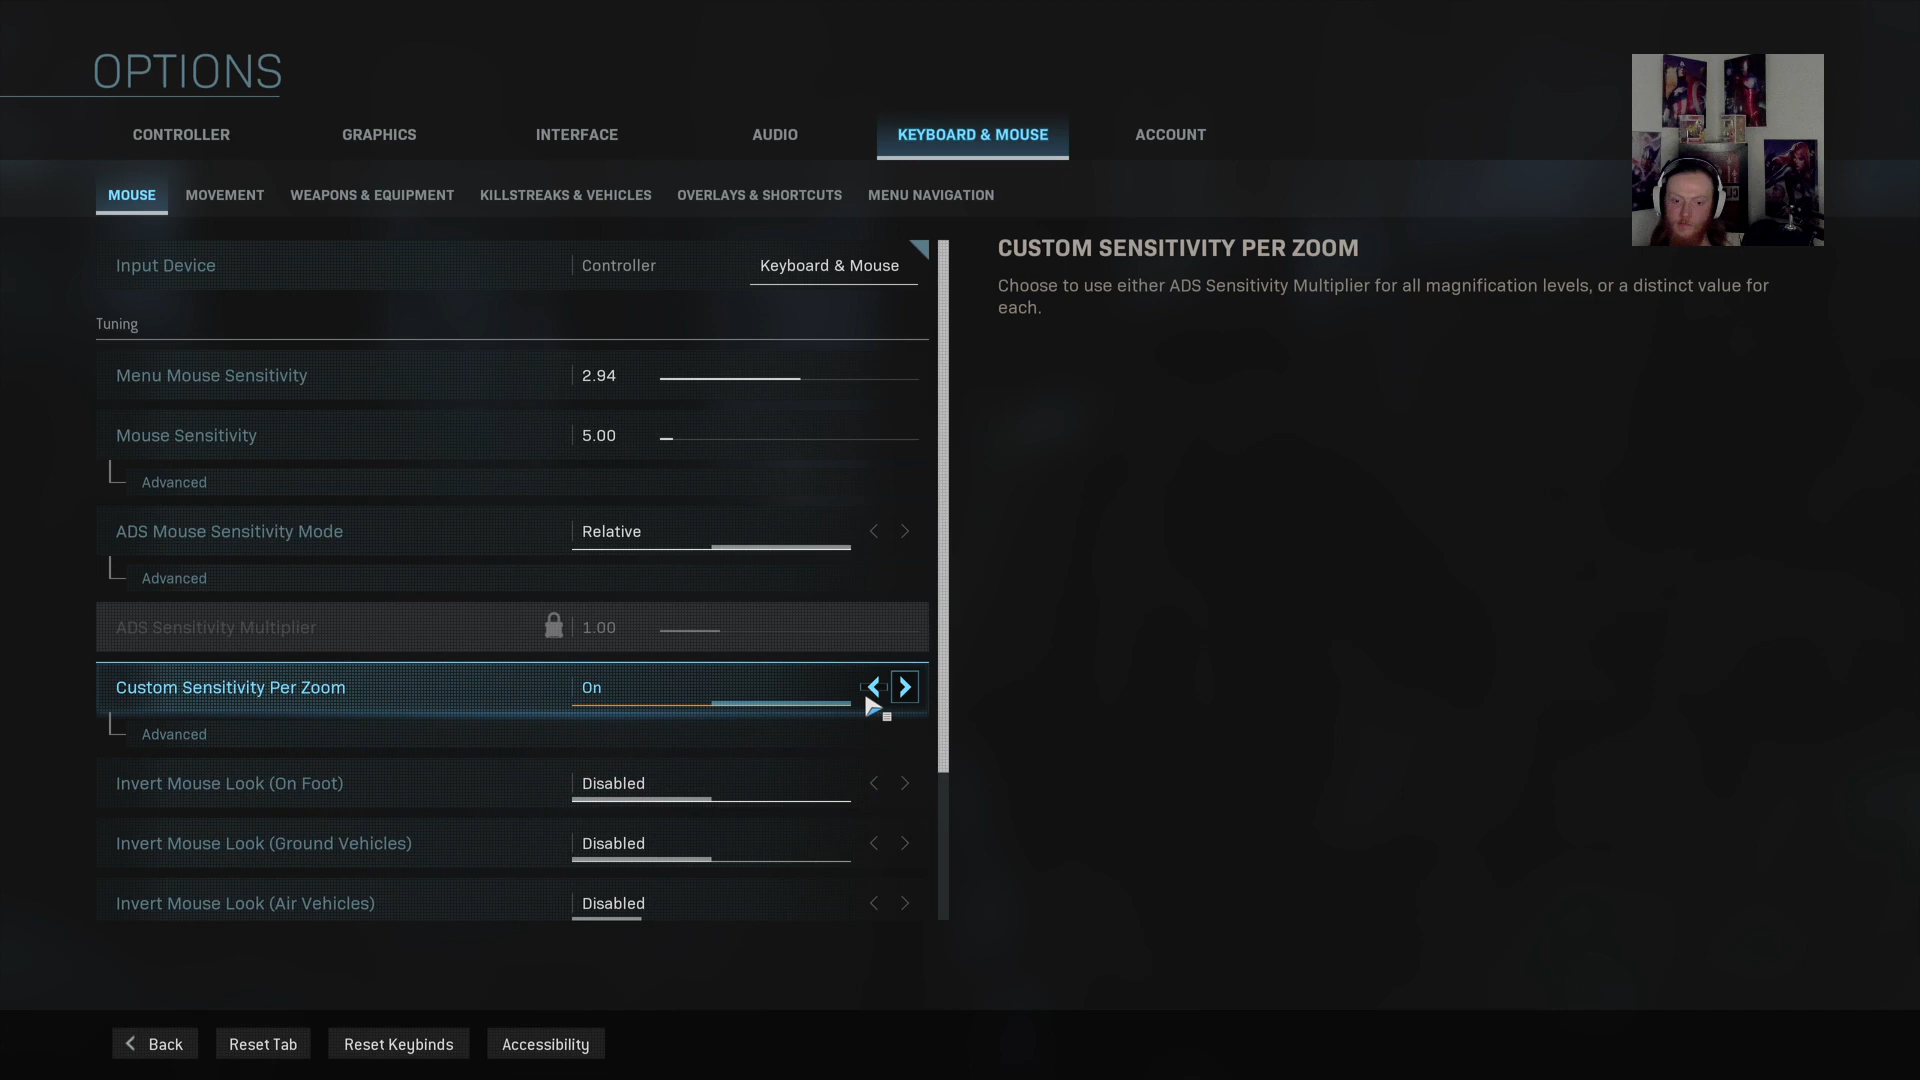 OPTIONS
CONTROLLER GRAPHICS INTERFACE AUDIO KEYBOARD & MOUSE ACCOUNT
MOUSE MOVEMENT WEAPONS & EQUIPMENT KILLSTREAKS & VEHICLES OVERLAYS & SHORTCUTS MENU NAVIGATION
Input Device Controller Keyboard & Mouse
Tuning
Menu Mouse Sensitivity 2.94
Mouse Sensitivity 5.00
Advanced
ADS Mouse Sensitivity Mode Relative
Advanced
ADS Sensitivity Multiplier 1.00
Custom Sensitivity Per Zoom On
Advanced
Invert Mouse Look (On Foot) Disabled
Invert Mouse Look (Ground Vehicles) Disabled
Invert Mouse Look (Air Vehicles) Disabled
CUSTOM SENSITIVITY PER ZOOM
Choose to use either ADS Sensitivity Multiplier for all magnification levels, or a distinct value for
each.
Back Reset Tab Reset Keybinds Accessibility